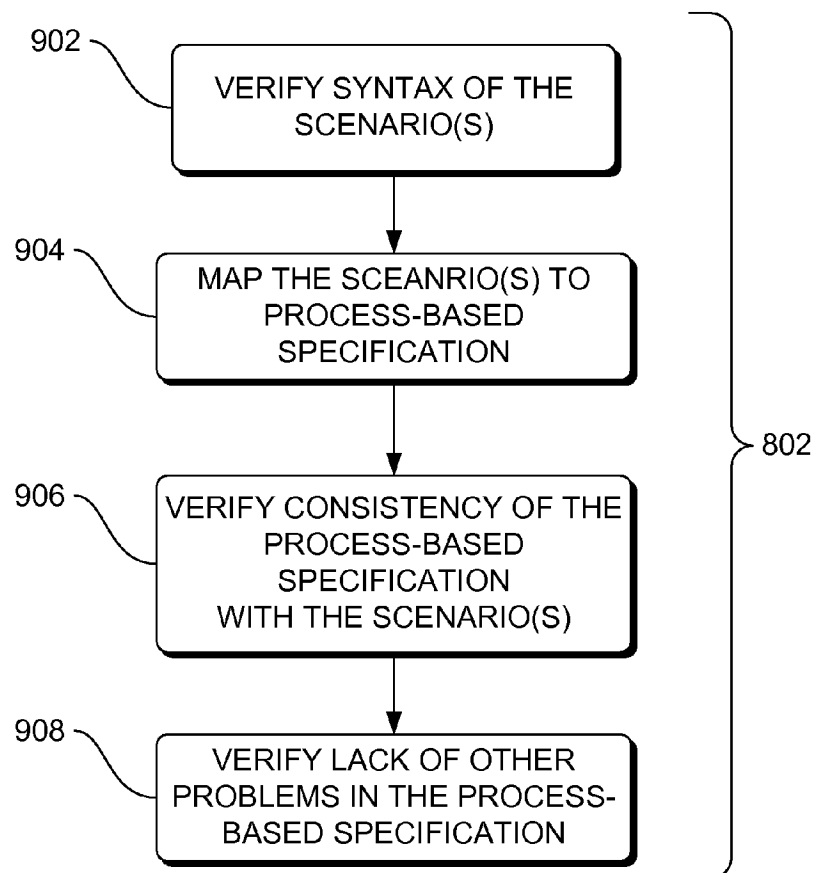 902
VERIFY SYNTAX OF THE
SCENARIO(S)
904
MAP THE SCEANRIO(S) TO
PROCESS-BASED
SPECIFICATION
802
906
VERIFY CONSISTENCY OF THE
PROCESS-BASED
SPECIFICATION
WITH THE SCENARIO(S)
908
VERIFY LACK OF OTHER
PROBLEMS IN THE PROCESS-
BASED SPECIFICATION